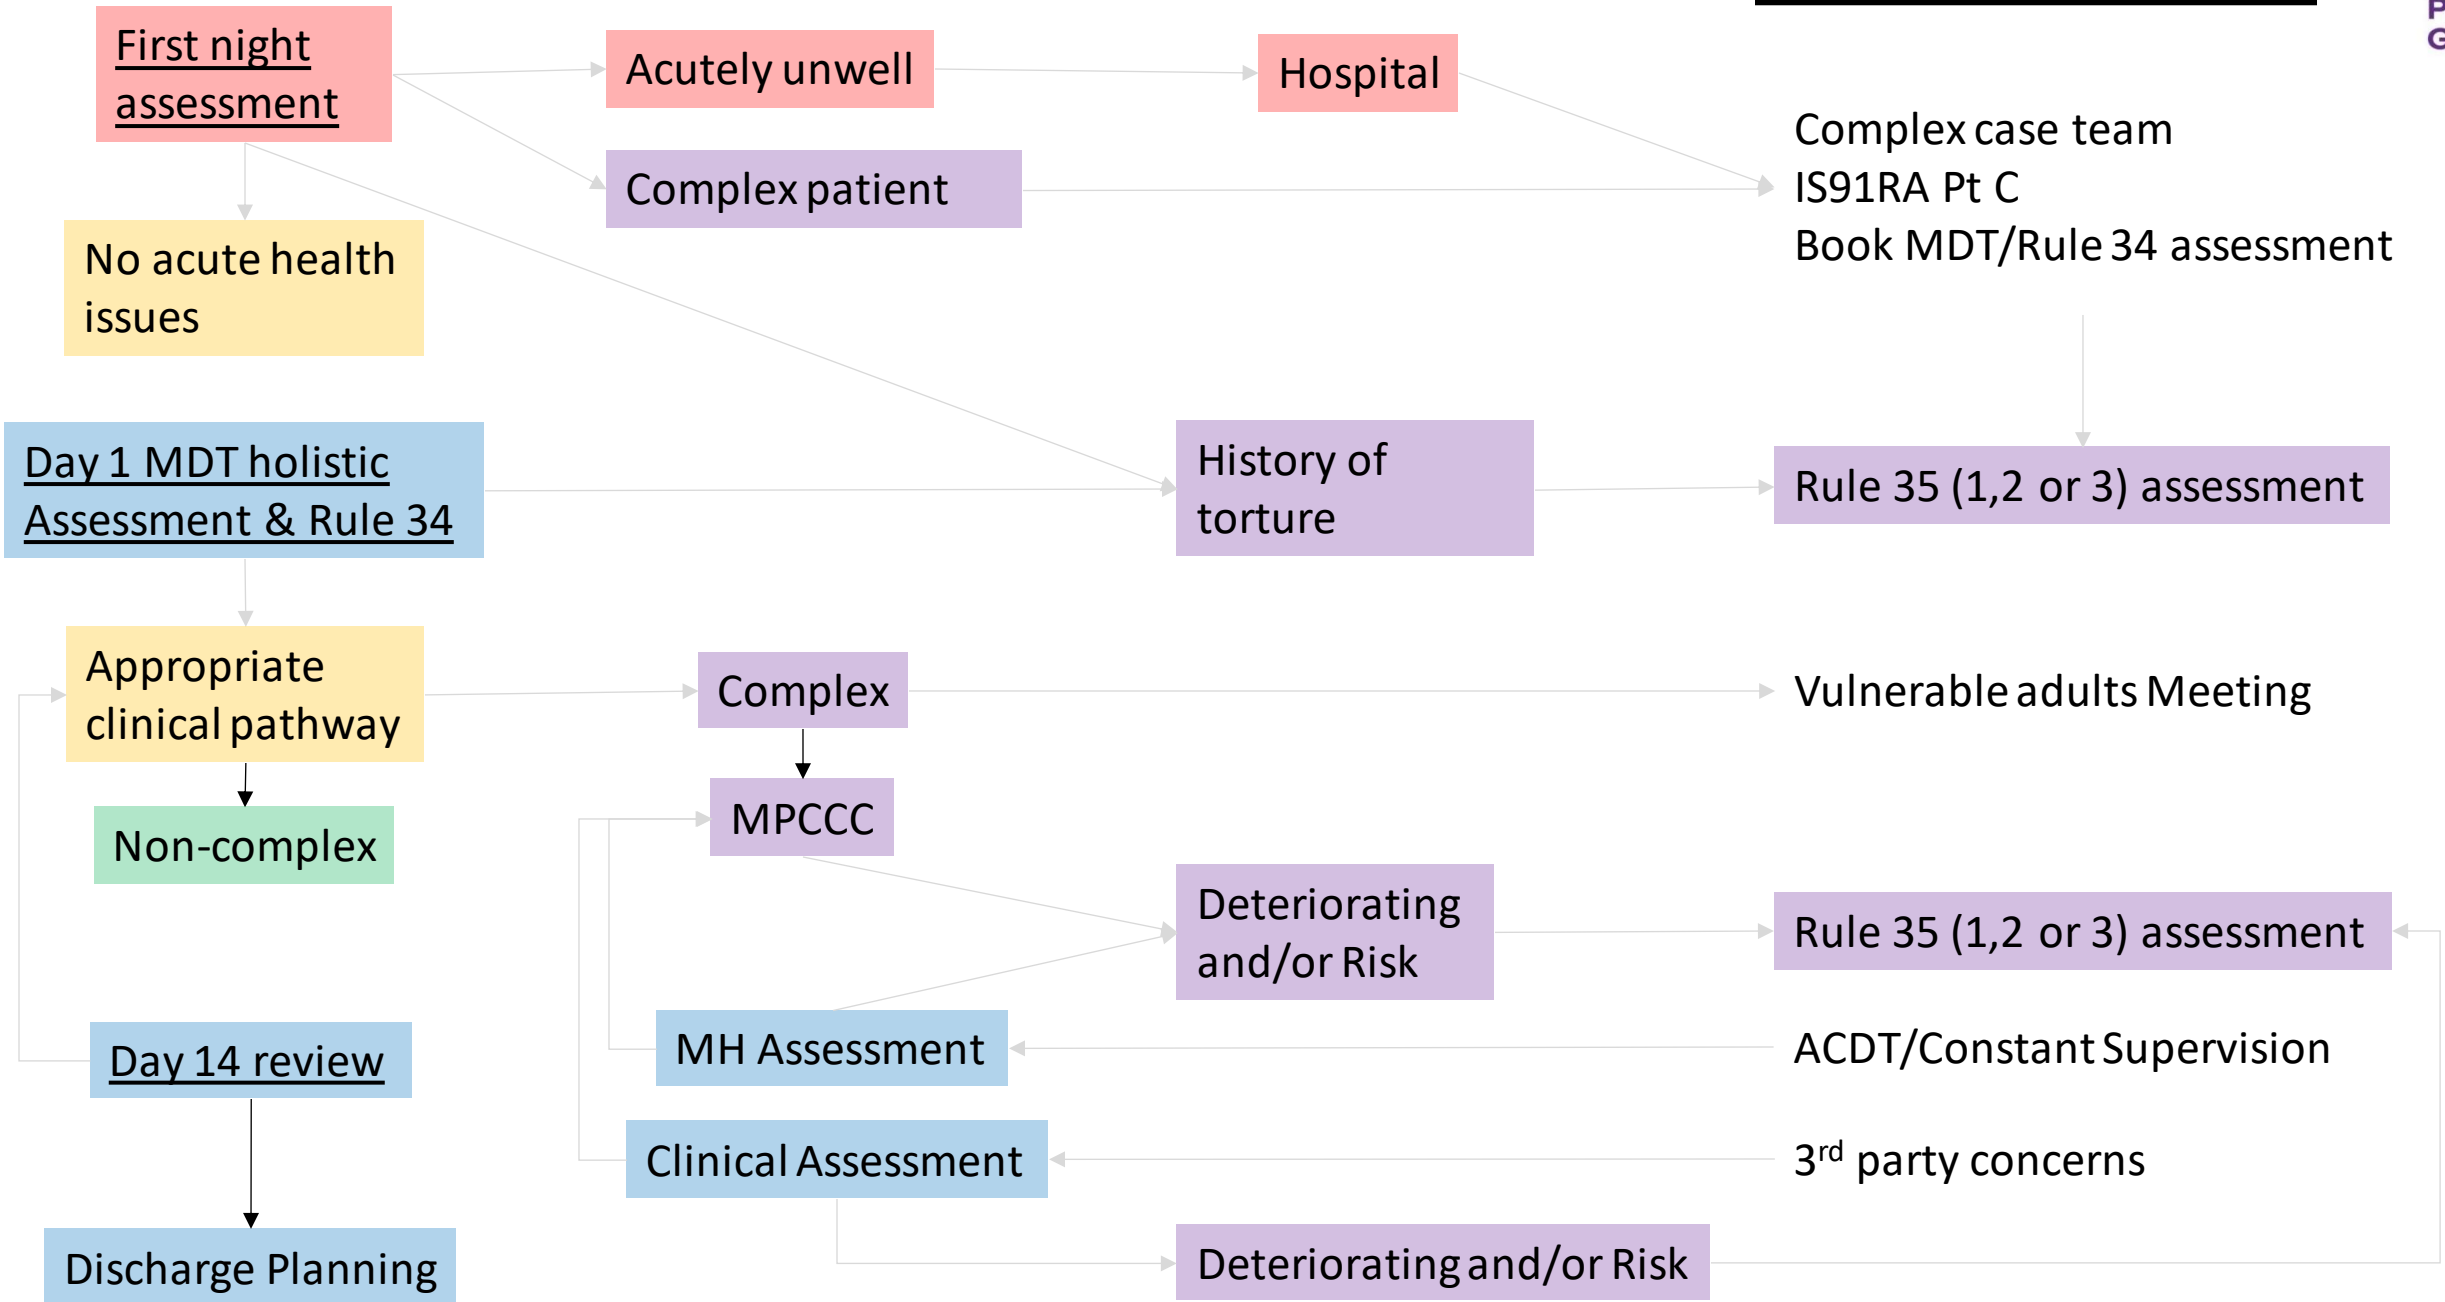 First night
assessment
Acutely unwell
Hospital
Complex case team
IS91RA Pt C
Book MDT/Rule 34 assessment
Complex patient
No acute health
issues
Day 1 MDT holistic
Assessment & Rule 34
History of
torture
Rule 35 (1,2 or 3) assessment
Appropriate
clinical pathway
Complex
Vulnerable adults Meeting
MPCCC
Non-complex
Deteriorating
and/or Risk
Rule 35 (1,2 or 3) assessment
Day 14 review
MH Assessment
ACDT/Constant Supervision
Clinical Assessment
3rd party concerns
Discharge Planning
Deteriorating and/or Risk